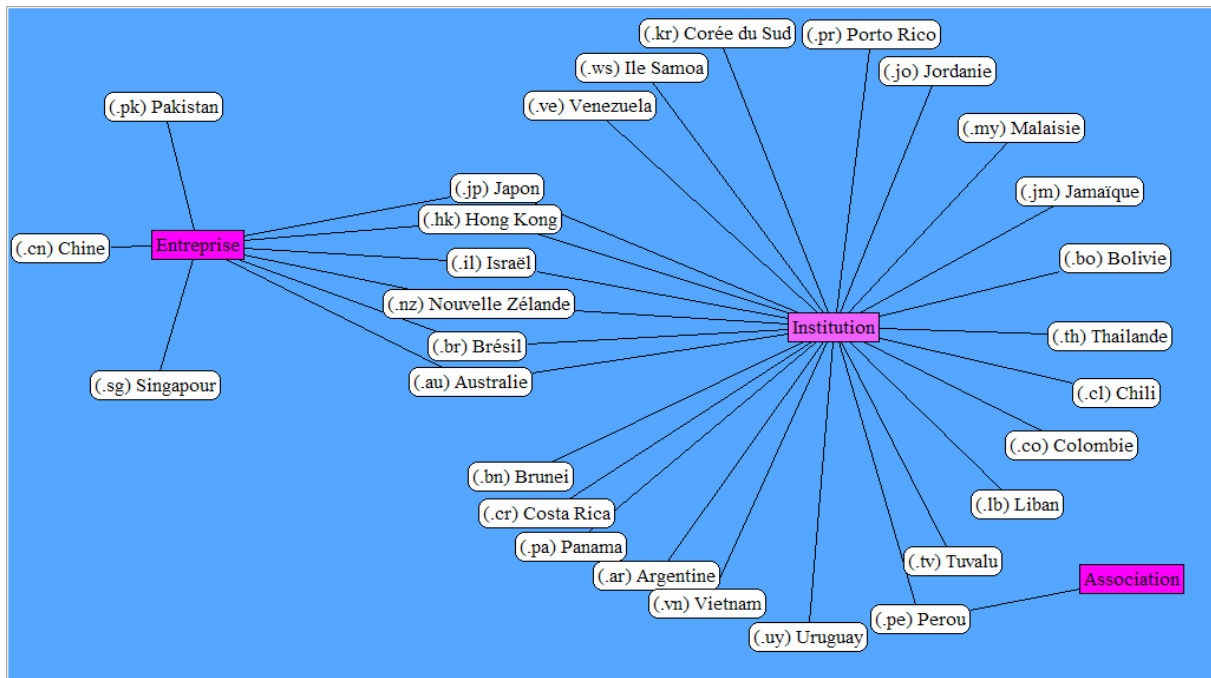 (.kr) Corée du Sud
(.pr) Porto Rico
(.ws) Ile Samoa
(.jo) Jordanie
(.ve) Venezuela
(.pk) Pakistan
(.my) Malaisie
(.jp) Japon
(.jm) Jamaïque
(.hk) Hong Kong
Entreprise
(.cn) Chine
(.il) Israël
(.bo) Bolivie
(.nz) Nouvelle Zélande
Institution
(.th) Thailande
(.br) Brésil
(.au) Australie
(.sg) Singapour
(.cl) Chili
(.co) Colombie
(.bn) Brunei
(.lb) Liban
(.cr) Costa Rica
(.pa) Panama
(.tv) Tuvalu
(.ar) Argentine
Association
(.vn) Vietnam
(.pe) Perou
(.uy) Uruguay